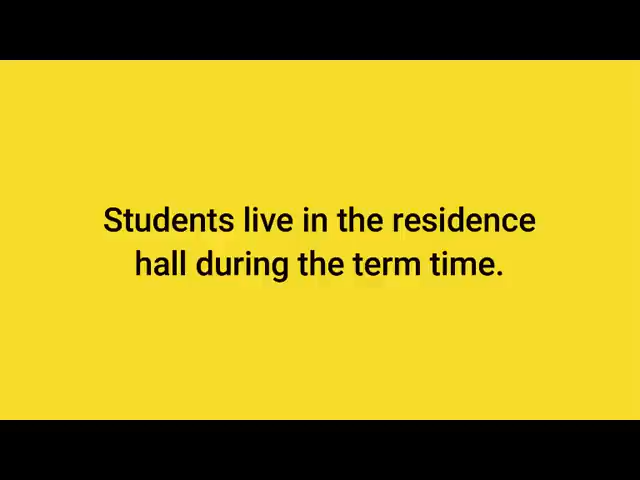 Students live in the residence
hall during the term time.